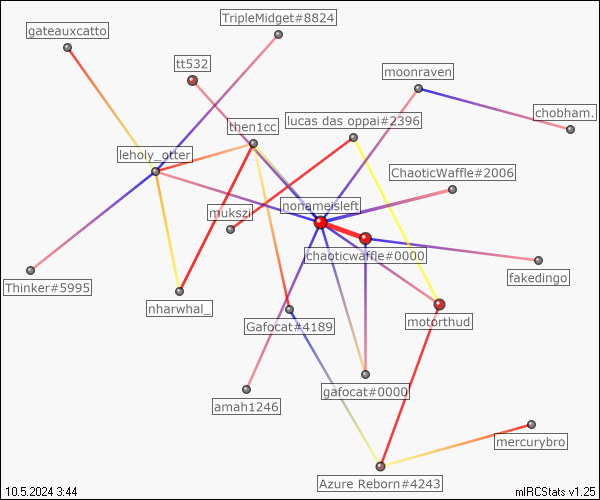 TripleMidget#8824
gateauxcatto
tt532
moonraven
chobham.
lucas das oppai#2396
then1cc
leholy_otter
ChaoticWaffle#2006
nonameisleft
mukszi
chaoticwaffle#0000
fakedingo
Thinker#5995
nharwhal_
motorthud
Gafocat#4189
gafocat#0000
amah1246
mercurybro
Azure Reborn#4243
10.5.2024 3:44
mIRCStats v1.25